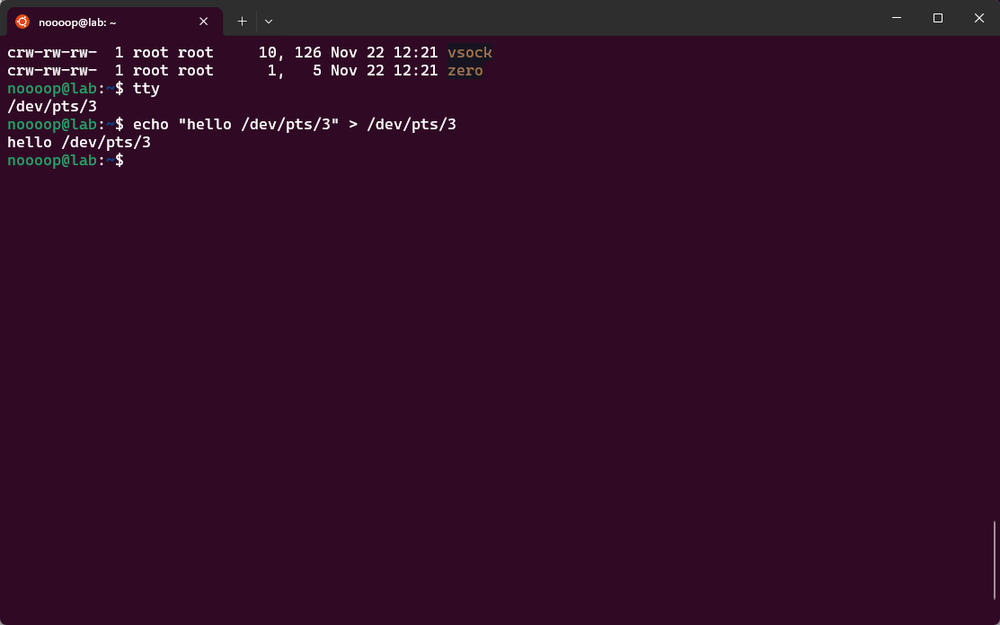 noooop@lab: ~
crw-rw-rw-  1 root root     10, 126 Nov 22 12:21 vsock
crw-rw-rw-  1 root root      1,   5 Nov 22 12:21 zero
noooop@lab:~$ tty
/dev/pts/3
noooop@lab:~$ echo "hello /dev/pts/3" > /dev/pts/3
hello /dev/pts/3
noooop@lab:~$